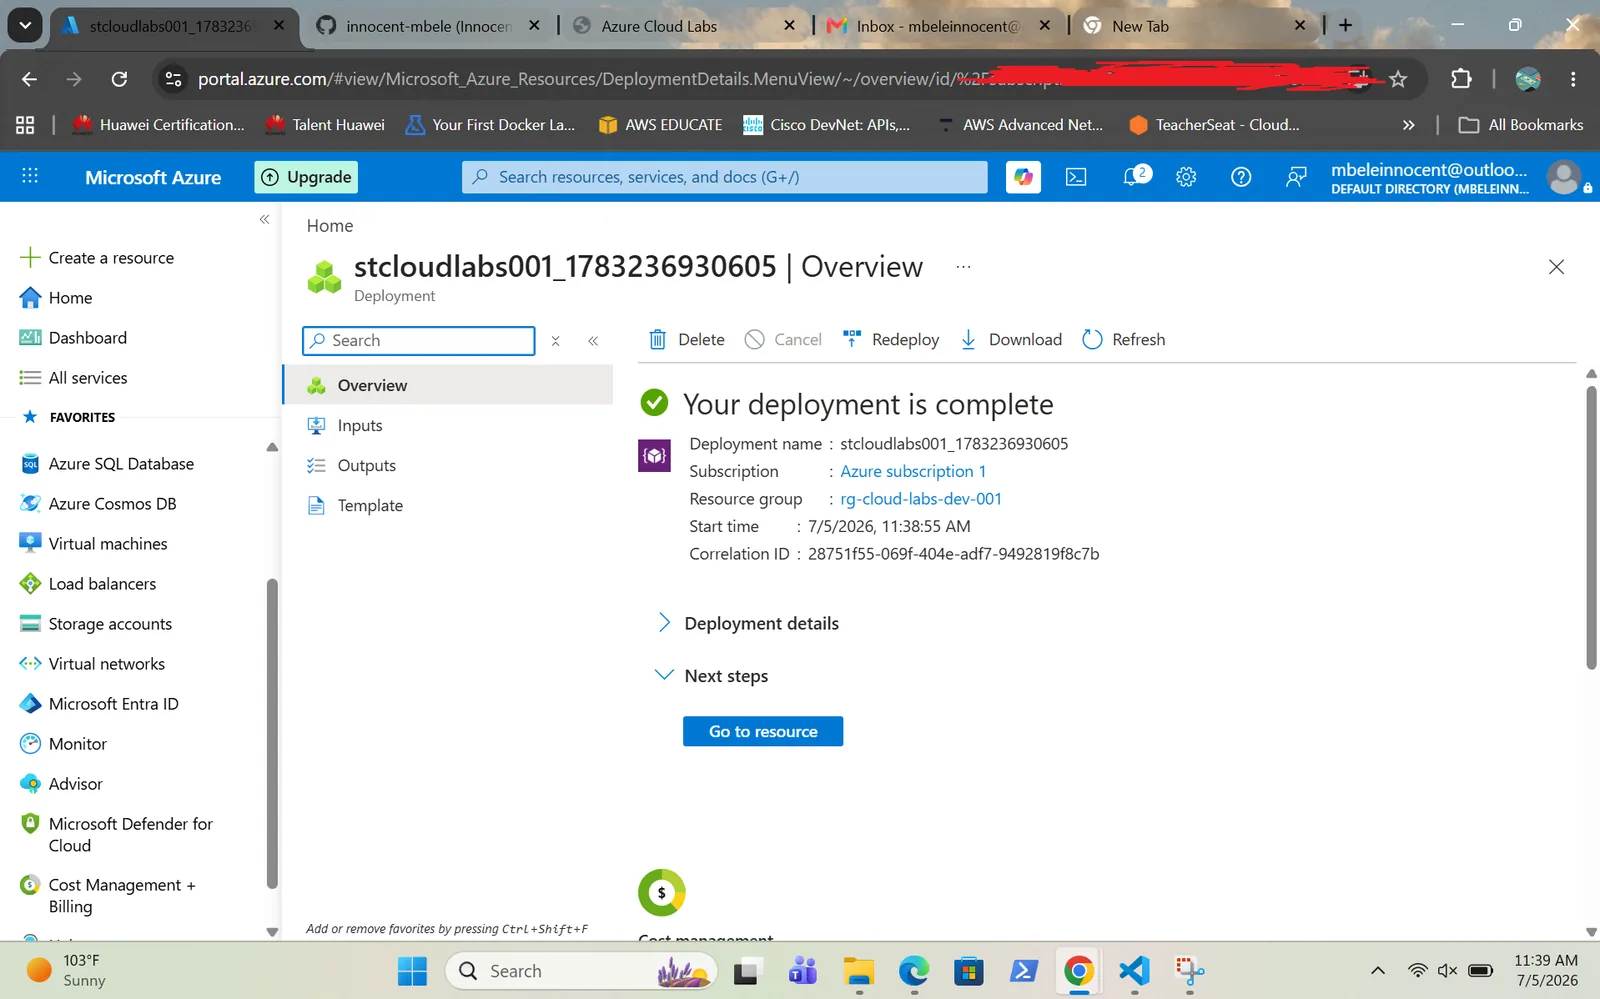 stcloudlabs001_1783236
innocent-mbele (Innocen
Azure Cloud Labs
Inbox - mbeleinnocent@
New Tab
portal.azure.com/#view/Microsoft_Azure_Resources/DeploymentDetails.MenuView/~/overview/id/
Huawei Certification...
Talent Huawei
Your First Docker La...
AWS EDUCATE
Cisco DevNet: APIs,...
AWS Advanced Net...
TeacherSeat - Cloud...
All Bookmarks
Microsoft Azure
Upgrade
Search resources, services, and docs (G+/)
2
mbeleinnocent@outloo...
DEFAULT DIRECTORY (MBELEINN...
Create a resource
Home
Dashboard
All services
FAVORITES
Azure SQL Database
Azure Cosmos DB
Virtual machines
Load balancers
Storage accounts
Virtual networks
Microsoft Entra ID
Monitor
Advisor
Microsoft Defender for
Cloud
Cost Management +
Billing
Home
stcloudlabs001_1783236930605 | Overview ...
Deployment
Search
Overview
Inputs
Outputs
Template
Add or remove favorites by pressing Ctrl+Shift+F
Delete
Cancel
Redeploy
Download
Refresh
Your deployment is complete
Deployment name : stcloudlabs001_1783236930605
Subscription : Azure subscription 1
Resource group : rg-cloud-labs-dev-001
Start time : 7/5/2026, 11:38:55 AM
Correlation ID : 28751f55-069f-404e-adf7-9492819f8c7b
Deployment details
Next steps
Go to resource
Cost management
103°F
Sunny
Search
11:39 AM
7/5/2026